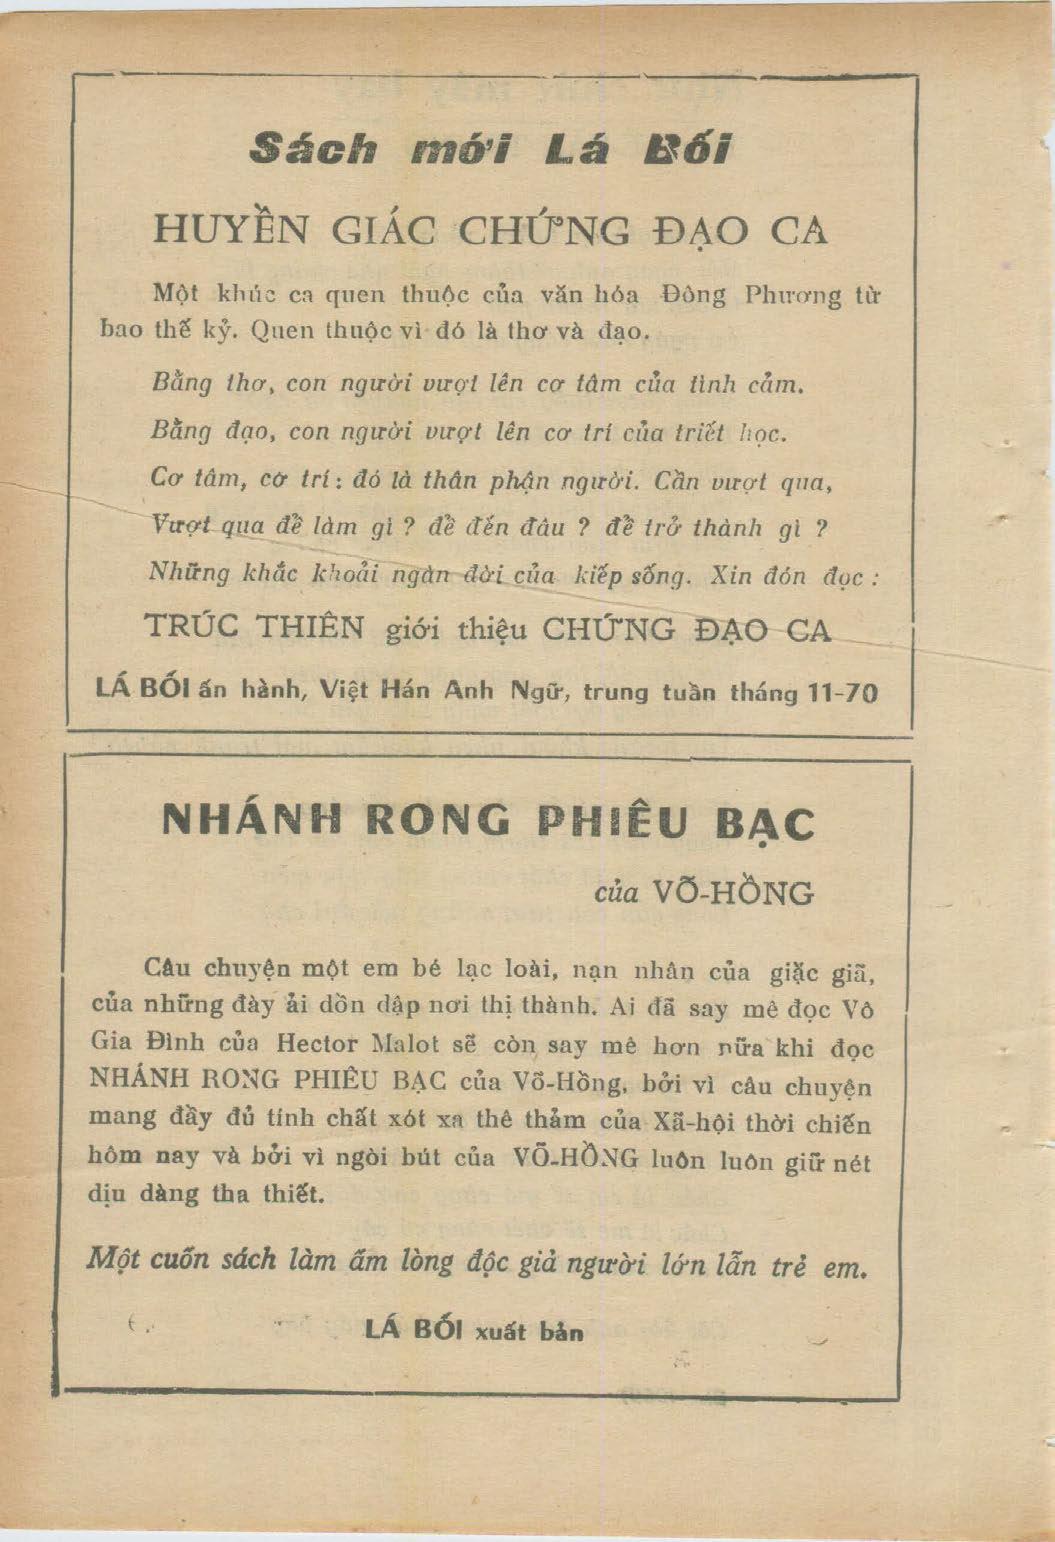 Sách mới Lá Bối
HUYỀN GIÁC CHỨNG ĐẠO CA
Một khúc ca quen thuộc của văn hóa Đông Phương từ
bao thế kỷ. Quen thuộc vì đó là thơ và đạo.
Bằng thơ, con người vượt lên cơ tâm của tình cảm.
Bằng đạo, con người vượt lên cơ trí của triết học.
Cơ tâm, cơ trí : đó là thân phận người. Cần vượt qua,
Vượt qua để làm gì ? để đến đâu ? để trở thành gì ?
Những khắc khoải ngàn đời của kiếp sống. Xin đón đọc :
TRÚC THIÊN giới thiệu CHỨNG ĐẠO CA
LÁ BỐI ấn hành, Việt Hán Anh Ngữ, trung tuần tháng 11-70
NHÁNH RONG PHIÊU BẠC
của VÕ-HỒNG
Câu chuyện một em bé lạc loài, nạn nhân của giặc giã,
của những đày ải dồn dập nơi thị thành. Ai đã say mê đọc Vô
Gia Đình của Hector Malot sẽ còn say mê hơn nữa khi đọc
NHÁNH RONG PHIÊU BẠC của Võ-Hồng, bởi vì câu chuyện
mang đầy đủ tính chất xót xa thê thảm của Xã-hội thời chiến
hôm nay và bởi vì ngòi bút của VÕ-HỒNG luôn luôn giữ nét
dịu dàng tha thiết.
Một cuốn sách làm ấm lòng độc giả người lớn lẫn trẻ em.
LÁ BỐI xuất bản